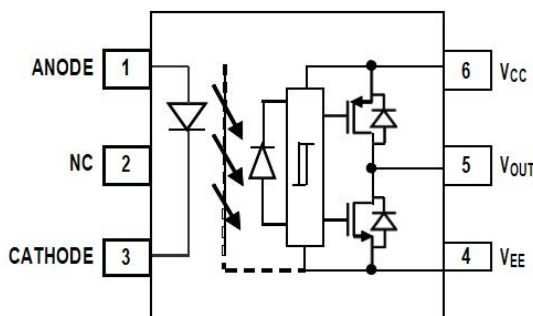 ANODE 1
NC 2
CATHODE 3
6 VCC
5 VOUT
4 VEE